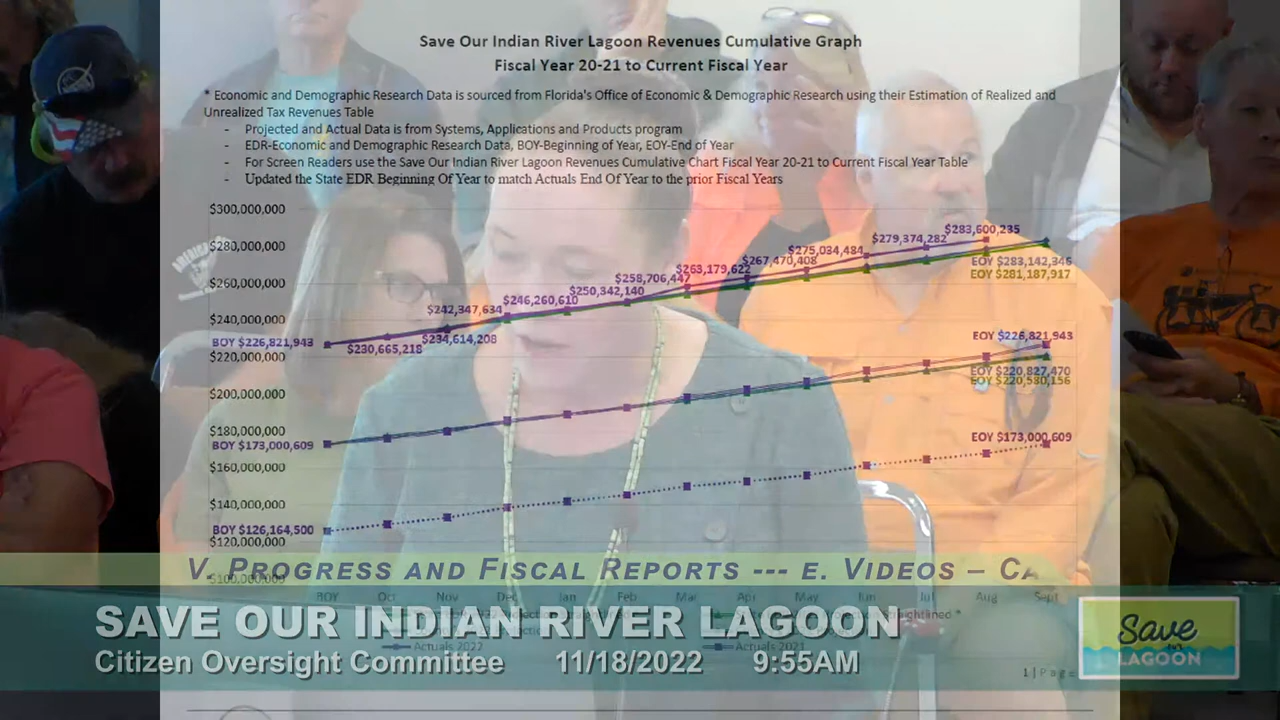 Save Our Indian River Lagoon Revenues Cumulative Graph
Fiscal Year 20-21 to Current Fiscal Year
* Economic and Demographic Research Data is sourced from Florida's Office of Economic & Demographic Research using their Estimation of Realized and
Unrealized Tax Revenues Table
- Projected and Actual Data is from Systems, Applications and Products program
- EDR-Economic and Demographic Research Data, BOY-Beginning of Year, EOY-End of Year
- For Screen Readers use the Save Our Indian River Lagoon Revenues Cumulative Chart Fiscal Year 20-21 to Current Fiscal Year Table
- Updated the State EDR Beginning Of Year to match Actuals End Of Year to the prior Fiscal Years
$300,000,000
$283,600,235
$279,374,282
$280,000,000
$275,034,484
$267,470,408
EOY $283,142,346
$263,179,622
EOY $281,187,917
$258,706,447
$260,000,000
$250,342,140
$246,260,610
$242,347,634
$240,000,000
EOY $226,821,943
$234,614,208
BOY $226,821,943
$230,665,218
$220,000,000
EOY $220,827,470
EOY $220,580,156
$200,000,000
$180,000,000
EOY $173,000,609
BOY $173,000,609
$160,000,000
$140,000,000
BOY $126,164,500
$120,000,000
V. Progress and Fiscal Reports --- e. Videos – Ca
$100,000,000
BOY Oct Nov Dec Jan Feb Mar Apr May Jun Jul Aug Sept
SAVE OUR INDIAN RIVER LAGOON
Actuals 2022 Actuals 2021
Citizen Oversight Committee 11/18/2022 9:55AM
1 | Page
Save
our
LAGOON